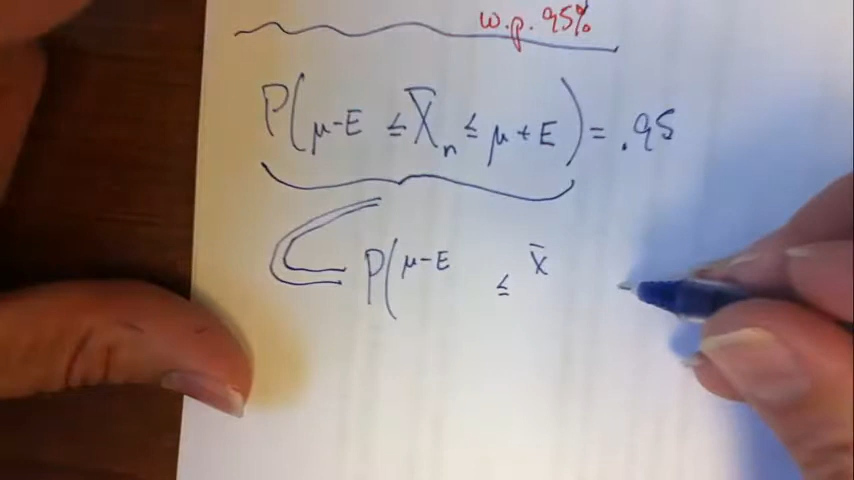 w.p. 95%
P(μ-E ≤ X̄n ≤ μ+E) = .95
P(μ-E ≤ x̄